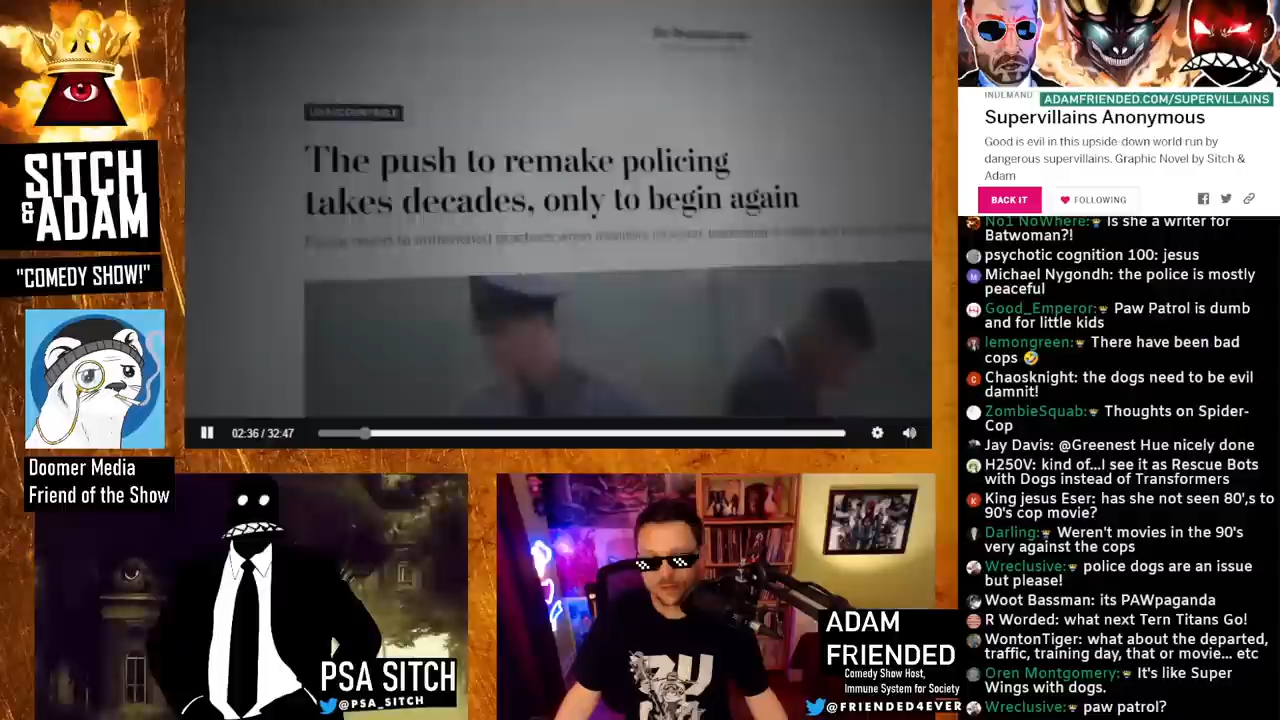 SITCH
& ADAM
"COMEDY SHOW!"
Doomer Media
Friend of the Show
The push to remake policing
takes decades, only to begin again
02:36 / 32:47
PSA SITCH
@PSA_SITCH
ADAM
FRIENDED
Comedy Show Host,
Immune System for Society
@FRIENDED4EVER
INDEMAND
ADAMFRIENDED.COM/SUPERVILLAINS
Supervillains Anonymous
Good is evil in this upside-down world run by
dangerous supervillains. Graphic Novel by Sitch &
Adam
BACK IT
FOLLOWING
No1 NoWhere: Is she a writer for
Batwoman?!
psychotic cognition 100: jesus
Michael Nygondh: the police is mostly
peaceful
Good_Emperor: Paw Patrol is dumb
and for little kids
lemongreen: There have been bad
cops 🤣
Chaosknight: the dogs need to be evil
damnit!
ZombieSquab: Thoughts on Spider-
Cop
Jay Davis: @Greenest Hue nicely done
H250V: kind of...I see it as Rescue Bots
with Dogs instead of Transformers
King jesus Eser: has she not seen 80',s to
90's cop movie?
Darling: Weren't movies in the 90's
very against the cops
Wreclusive: police dogs are an issue
but please!
Woot Bassman: its PAWpaganda
R Worded: what next Tern Titans Go!
WontonTiger: what about the departed,
traffic, training day, that or movie... etc
Oren Montgomery: It's like Super
Wings with dogs.
Wreclusive: paw patrol?